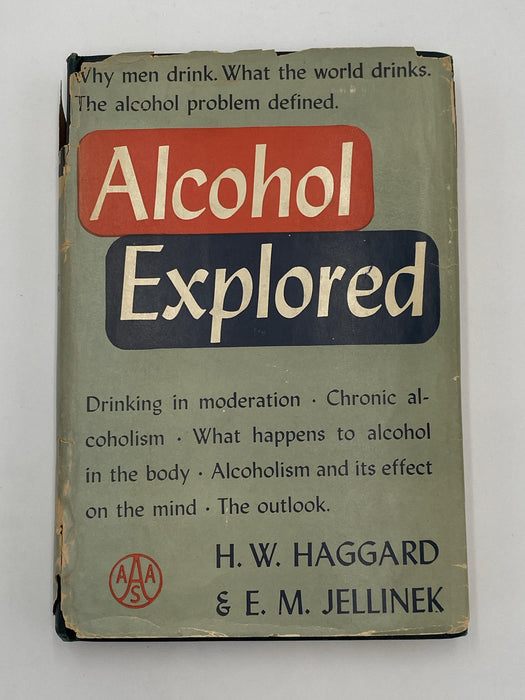 Why men drink. What the world drinks.
The alcohol problem defined.
Alcohol
Explored
Drinking in moderation · Chronic al-
coholism · What happens to alcohol
in the body · Alcoholism and its effect
on the mind · The outlook.
H. W. HAGGARD
& E. M. JELLINEK
AAAS